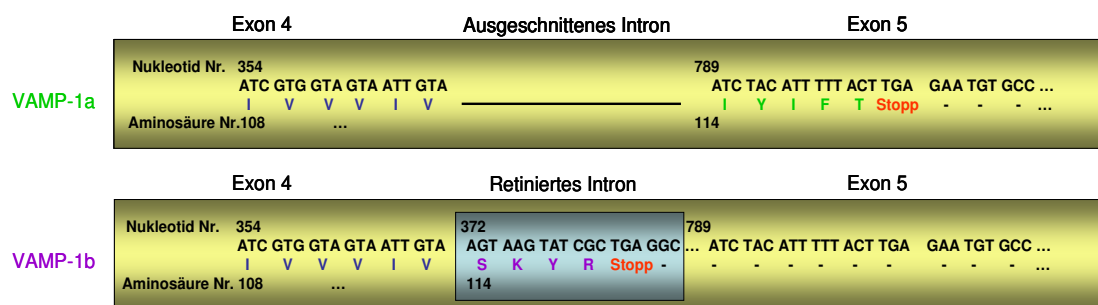 Exon 4 Ausgeschnittenes Intron Exon 5
Nukleotid Nr. 354 789
ATC GTG GTA GTA ATT GTA ATC TAC ATT TTT ACT TGA GAA TGT GCC ...
VAMP-1a
I V V V I V I Y I F T Stopp - - - ...
Aminosäure Nr.108 ... 114
Exon 4 Retiniertes Intron Exon 5
Nukleotid Nr. 354 372 789
ATC GTG GTA GTA ATT GTA AGT AAG TAT CGC TGA GGC ... ATC TAC ATT TTT ACT TGA GAA TGT GCC ...
VAMP-1b
I V V V I V S K Y R Stopp - - - - - - - - - - ...
Aminosäure Nr. 108 ... 114